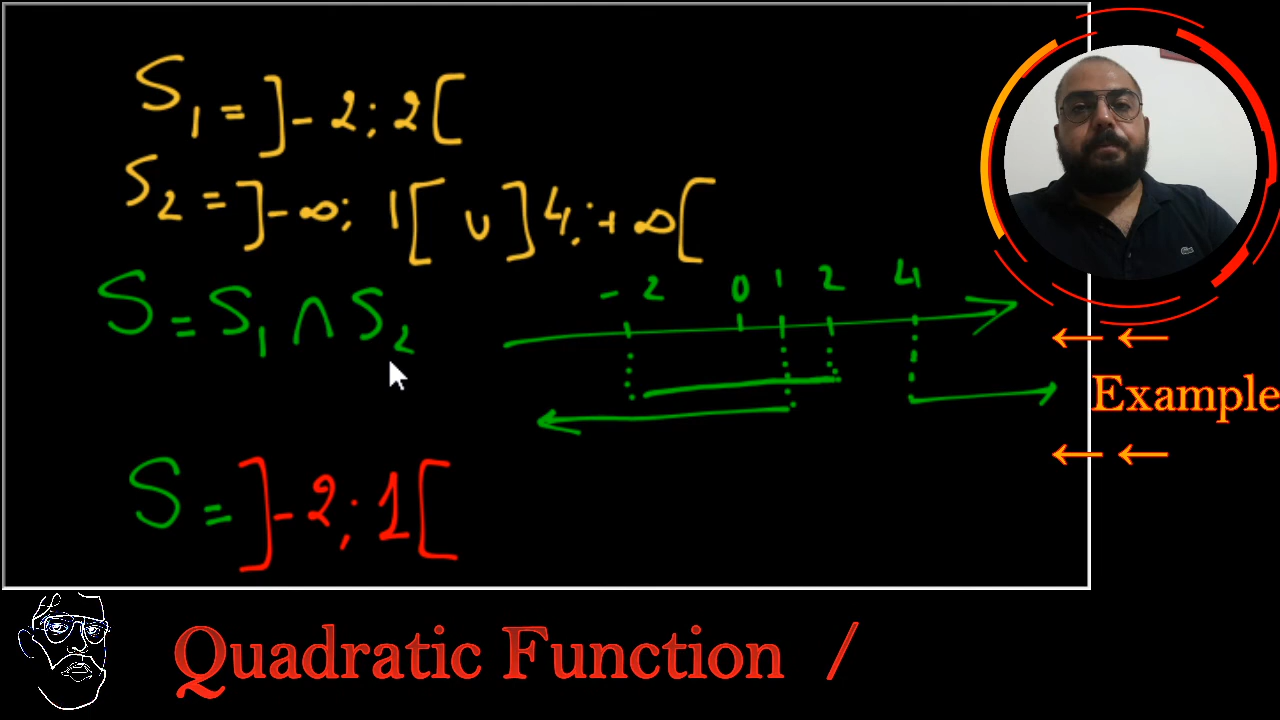 S₁ = ]-2; 2[
S₂ = ]-∞; 1[ ∪ ]4; +∞[
S = S₁ ∩ S₂
-2 0 1 2 4
S = ]-2; 1[
← ←
Example
← ←
Quadratic Function /